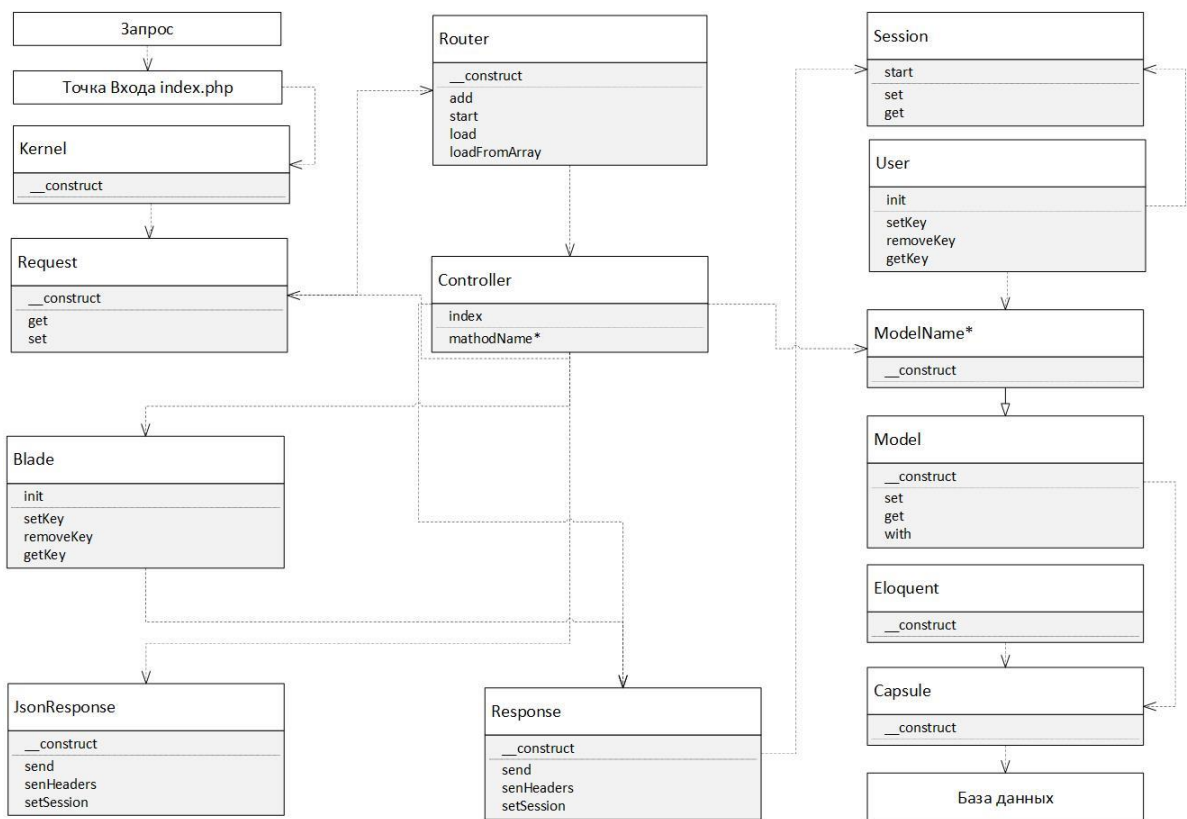 Запрос
Точка Входа index.php
Kernel
__construct
Request
__construct
get
set
Router
__construct
add
start
load
loadFromArray
Controller
index
mathodName*
Blade
init
setKey
removeKey
getKey
JsonResponse
__construct
send
senHeaders
setSession
Response
__construct
send
senHeaders
setSession
Session
start
set
get
User
init
setKey
removeKey
getKey
ModelName*
__construct
Model
__construct
set
get
with
Eloquent
__construct
Capsule
__construct
База данных